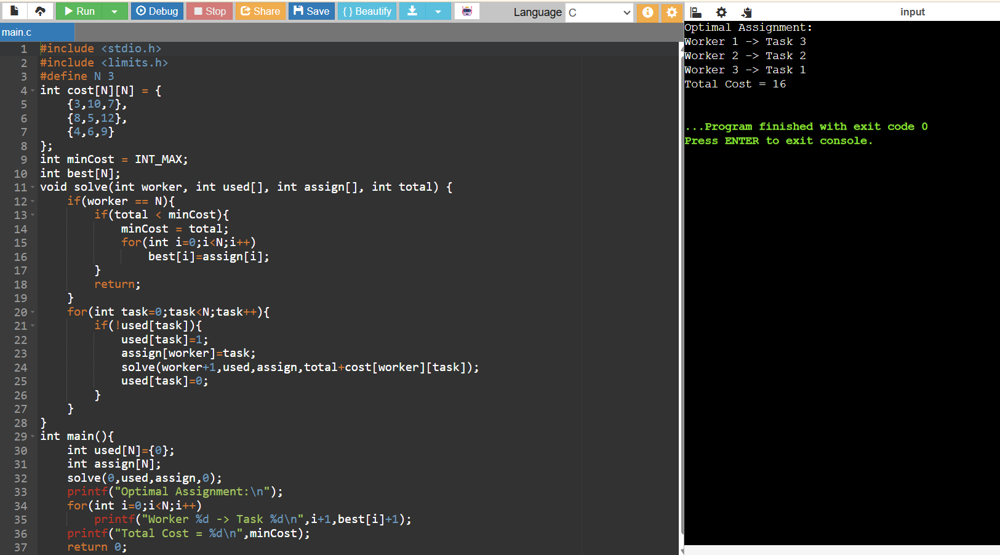 Run Debug Stop Share Save { } Beautify Language C
main.c
1 #include <stdio.h>
2 #include <limits.h>
3 #define N 3
4 int cost[N][N] = {
5     {3,10,7},
6     {8,5,12},
7     {4,6,9}
8 };
9 int minCost = INT_MAX;
10 int best[N];
11 void solve(int worker, int used[], int assign[], int total) {
12     if(worker == N){
13         if(total < minCost){
14             minCost = total;
15             for(int i=0;i<N;i++)
16                 best[i]=assign[i];
17         }
18         return;
19     }
20     for(int task=0;task<N;task++){
21         if(!used[task]){
22             used[task]=1;
23             assign[worker]=task;
24             solve(worker+1,used,assign,total+cost[worker][task]);
25             used[task]=0;
26         }
27     }
28 }
29 int main(){
30     int used[N]={0};
31     int assign[N];
32     solve(0,used,assign,0);
33     printf("Optimal Assignment:\n");
34     for(int i=0;i<N;i++)
35         printf("Worker %d -> Task %d\n",i+1,best[i]+1);
36     printf("Total Cost = %d\n",minCost);
37     return 0;
input
Optimal Assignment:
Worker 1 -> Task 3
Worker 2 -> Task 2
Worker 3 -> Task 1
Total Cost = 16
...Program finished with exit code 0
Press ENTER to exit console.